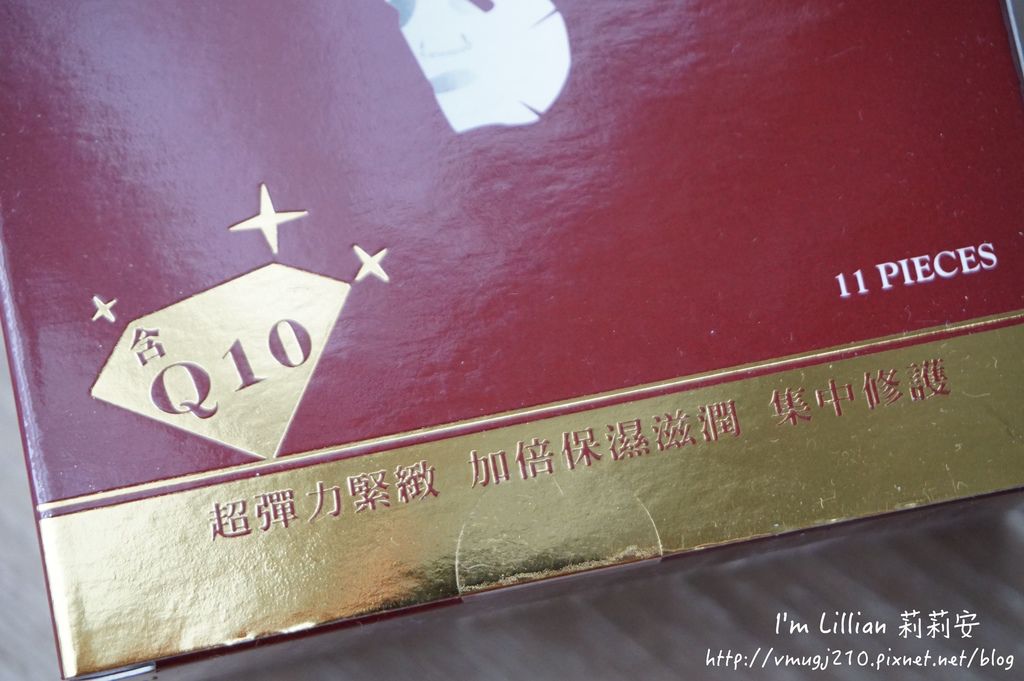 11 PIECES
含
Q10
超彈力緊緻 加倍保濕滋潤 集中修護
I'm Lillian 莉莉安
http://vmugj210.pixnet.net/blog